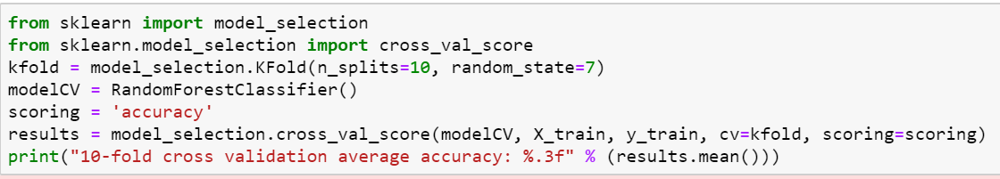 from sklearn import model_selection
from sklearn.model_selection import cross_val_score
kfold = model_selection.KFold(n_splits=10, random_state=7)
modelCV = RandomForestClassifier()
scoring = 'accuracy'
results = model_selection.cross_val_score(modelCV, X_train, y_train, cv=kfold, scoring=scoring)
print("10-fold cross validation average accuracy: %.3f" % (results.mean()))